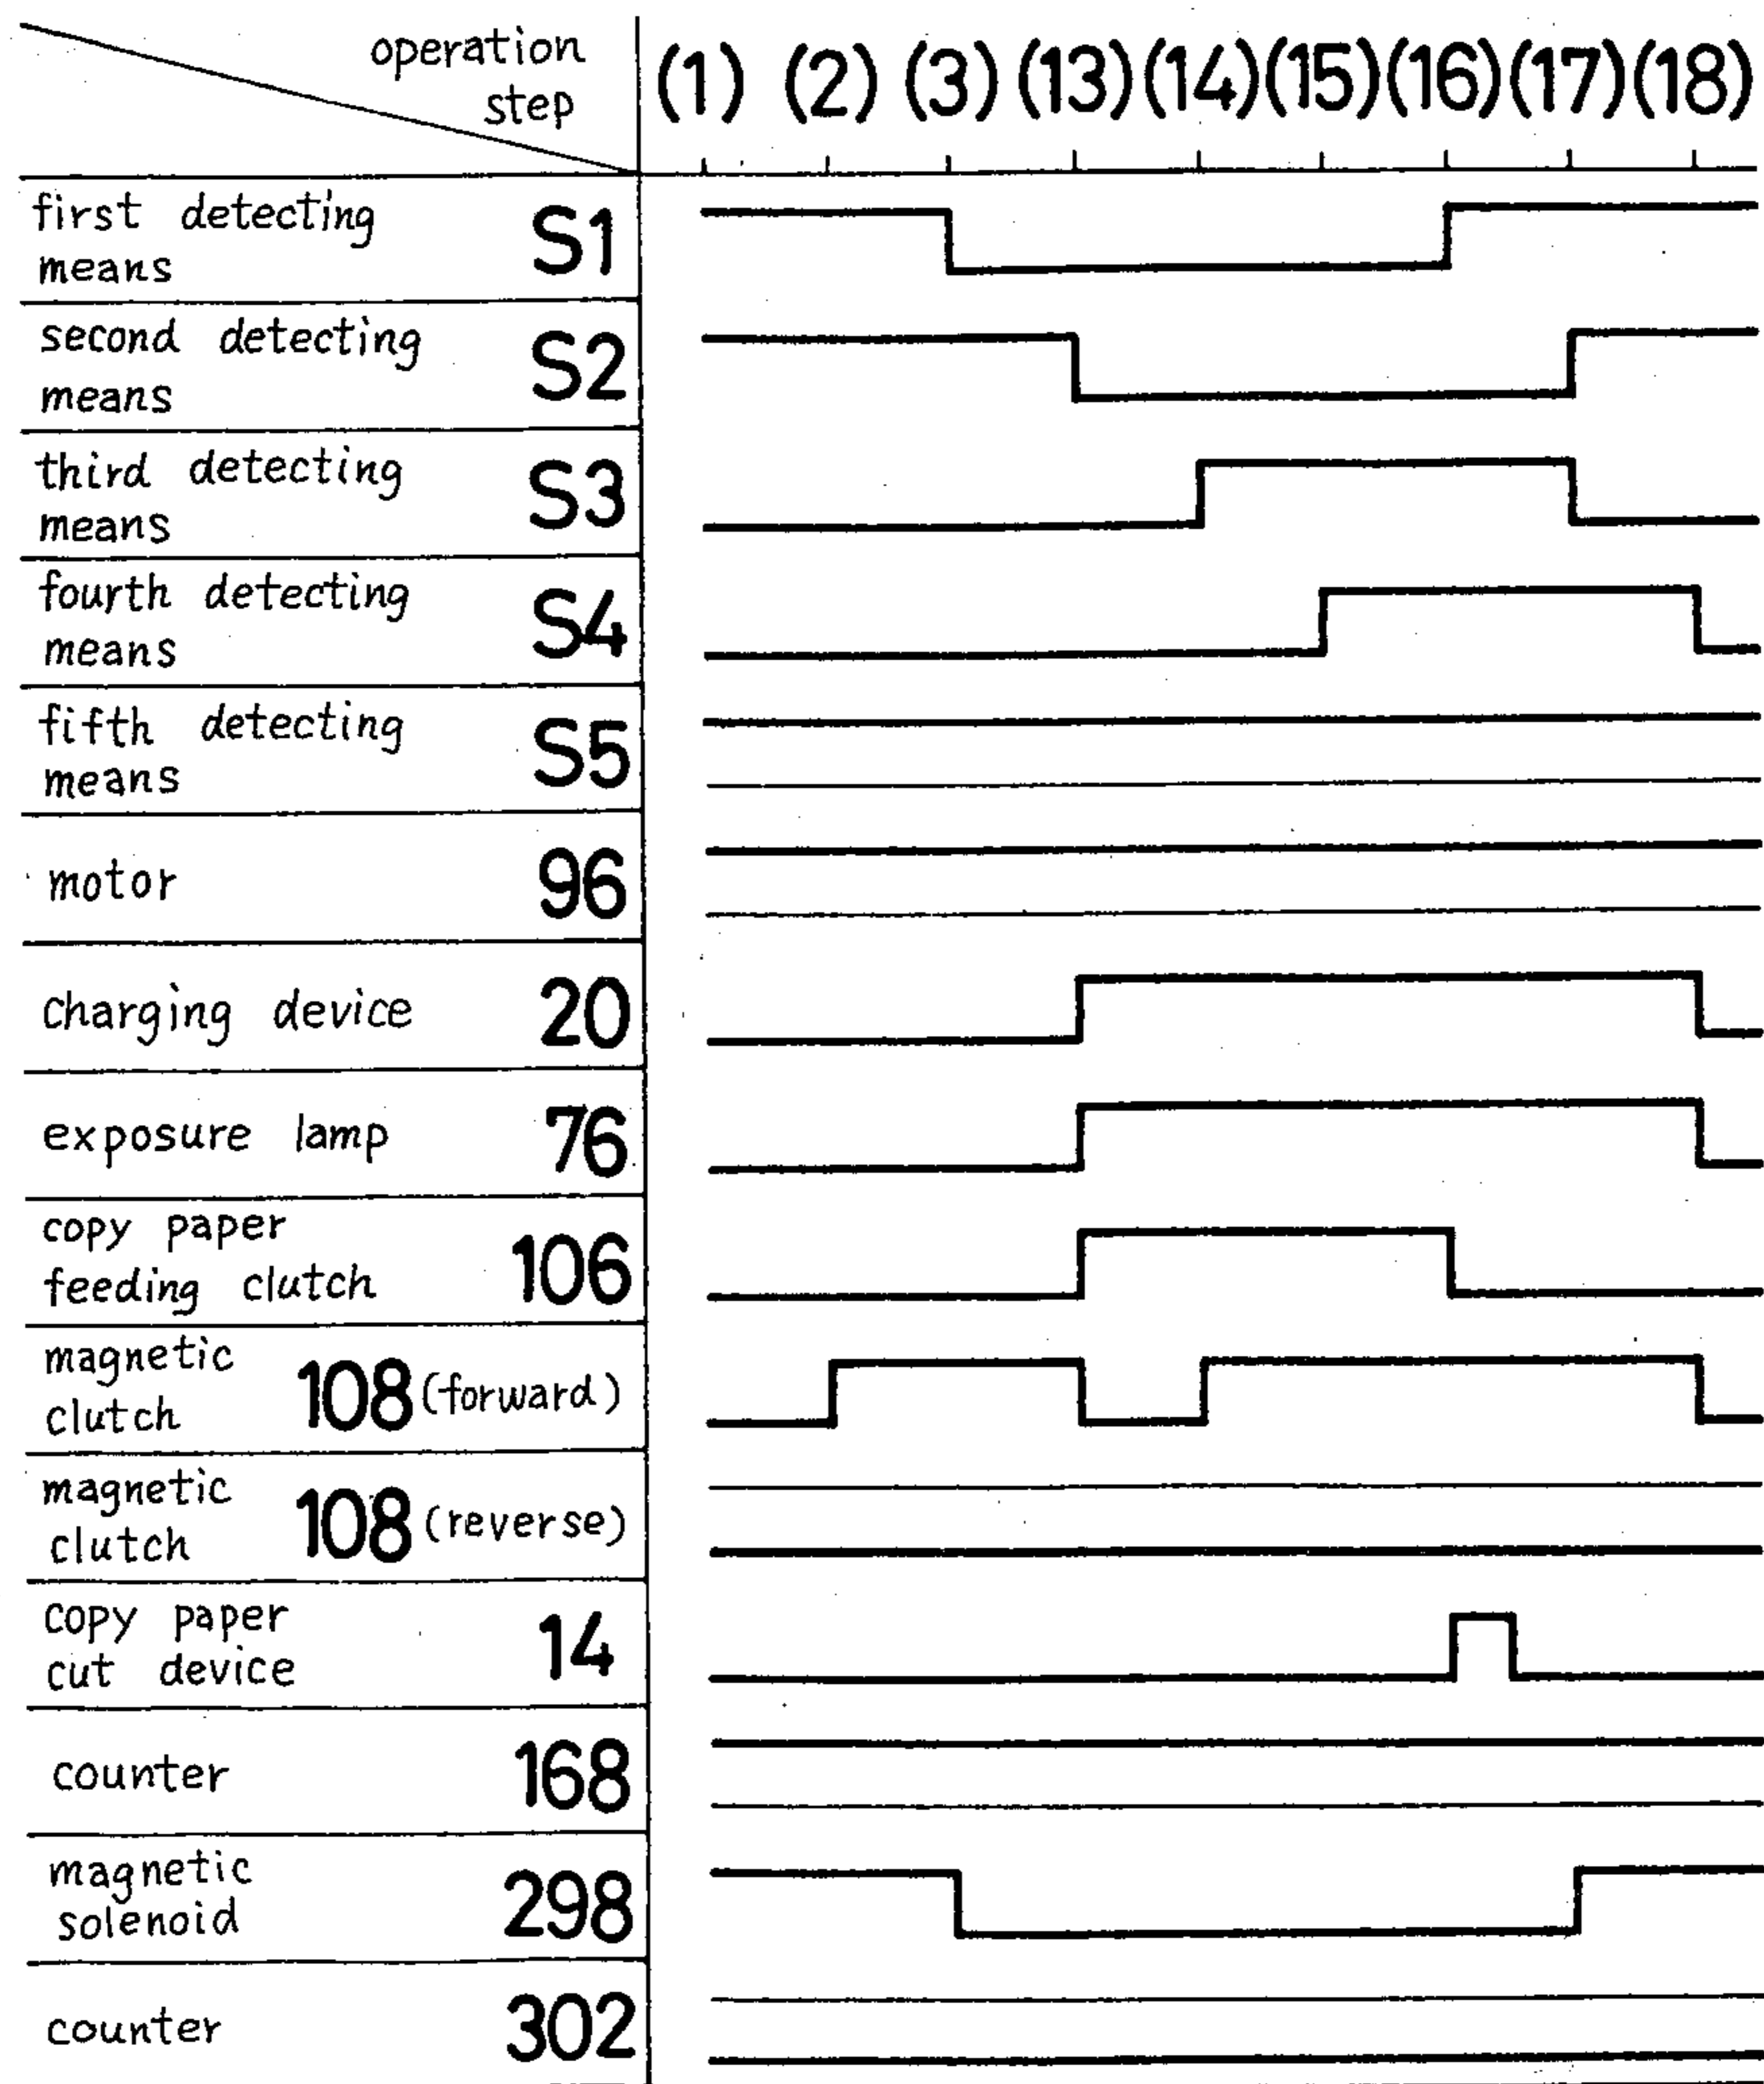 operation
step
(1) (2) (3) (13) (14) (15) (16) (17) (18)
first detecting
means S1
second detecting
means S2
third detecting
means S3
fourth detecting
means S4
fifth detecting
means S5
motor 96
charging device 20
exposure lamp 76
copy paper
feeding clutch 106
magnetic
clutch 108 (forward)
magnetic
clutch 108 (reverse)
copy paper
cut device 14
counter 168
magnetic
solenoid 298
counter 302